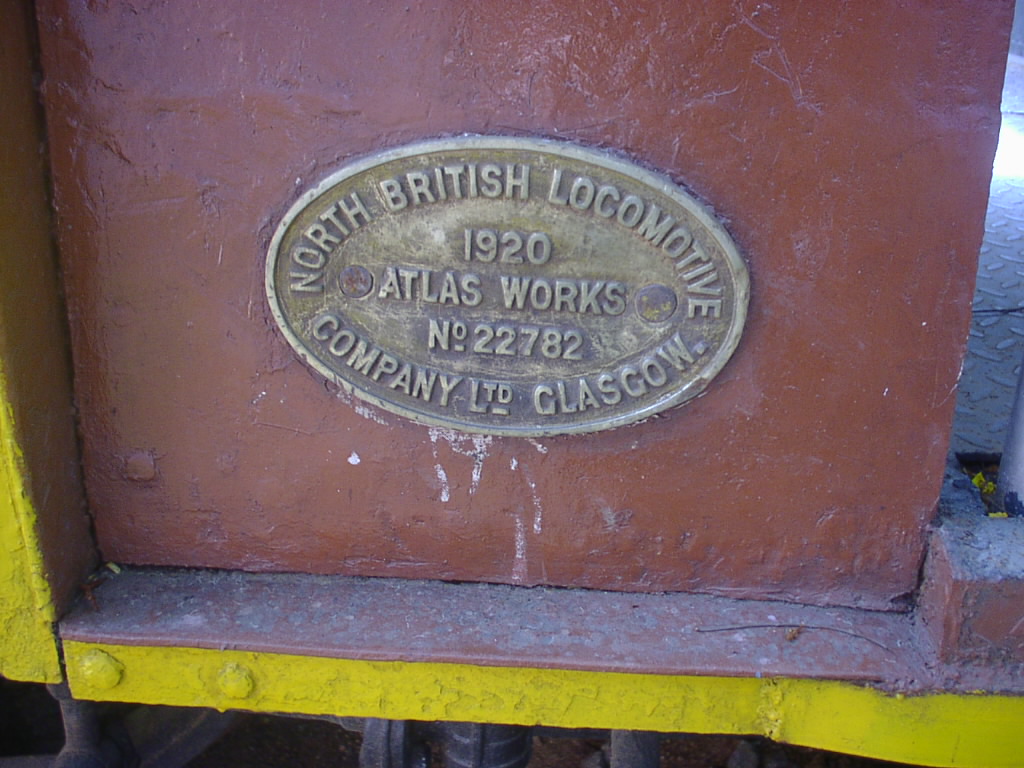 NORTH BRITISH LOCOMOTIVE
1920
ATLAS WORKS
Nº 22782
COMPANY LTD GLASGOW.